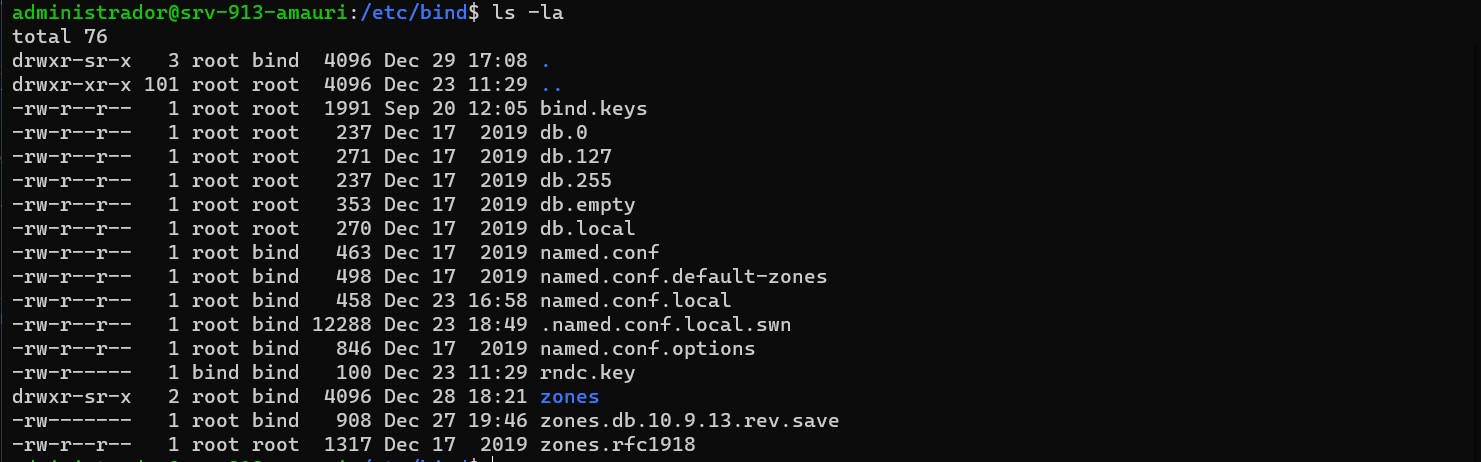 administrador@srv-913-amauri:/etc/bind$ ls -la
total 76
drwxr-sr-x   3 root bind  4096 Dec 29 17:08 .
drwxr-xr-x 101 root root  4096 Dec 23 11:29 ..
-rw-r--r--   1 root root  1991 Sep 20 12:05 bind.keys
-rw-r--r--   1 root root   237 Dec 17  2019 db.0
-rw-r--r--   1 root root   271 Dec 17  2019 db.127
-rw-r--r--   1 root root   237 Dec 17  2019 db.255
-rw-r--r--   1 root root   353 Dec 17  2019 db.empty
-rw-r--r--   1 root root   270 Dec 17  2019 db.local
-rw-r--r--   1 root bind   463 Dec 17  2019 named.conf
-rw-r--r--   1 root bind   498 Dec 17  2019 named.conf.default-zones
-rw-r--r--   1 root bind   458 Dec 23 16:58 named.conf.local
-rw-r--r--   1 root bind 12288 Dec 23 18:49 .named.conf.local.swn
-rw-r--r--   1 root bind   846 Dec 17  2019 named.conf.options
-rw-r-----   1 bind bind   100 Dec 23 11:29 rndc.key
drwxr-sr-x   2 root bind  4096 Dec 28 18:21 zones
-rw-------   1 root bind   908 Dec 27 19:46 zones.db.10.9.13.rev.save
-rw-r--r--   1 root root  1317 Dec 17  2019 zones.rfc1918